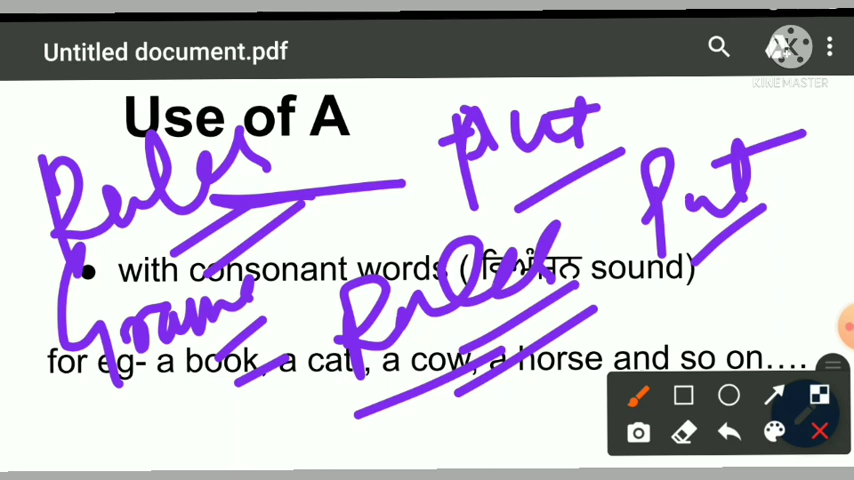 Untitled document.pdf
KINEMASTER
Use of A
Rules
put
Put
with consonant words ( ਵਿਅੰਜਨ sound)
Gram
Rules
for eg- a book, a cat, a cow, a horse and so on....